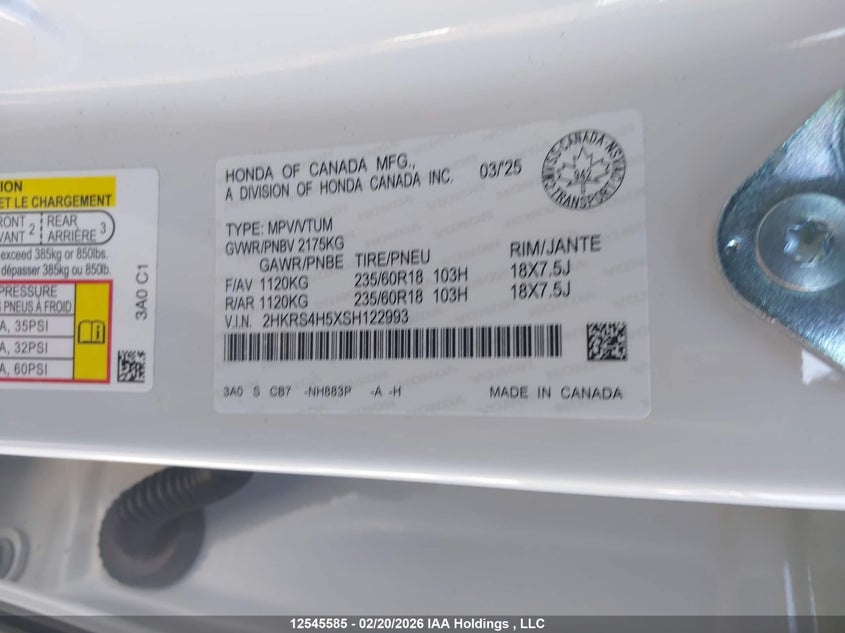 ION
ET LE CHARGEMENT
RONT 2 REAR 3
VANT ARRIÈRE
exceed 385kg or 850lbs.
dépasser 385kg ou 850lb.
PRESSURE
S PNEUS À FROID
A, 35PSI
A, 32PSI
A, 60PSI
3A0 C1
HONDA OF CANADA MFG.,
A DIVISION OF HONDA CANADA INC.
03/'25
CANADA
942
TRANSPORT
TYPE: MPV/VTUM
GVWR/PNBV 2175KG
GAWR/PNBE TIRE/PNEU RIM/JANTE
F/AV 1120KG 235/60R18 103H 18X7.5J
R/AR 1120KG 235/60R18 103H 18X7.5J
V.I.N. 2HKRS4H5XSH122993
3A0 S CB7 -NH883P -A -H MADE IN CANADA
12545585 - 02/20/2026 IAA Holdings , LLC